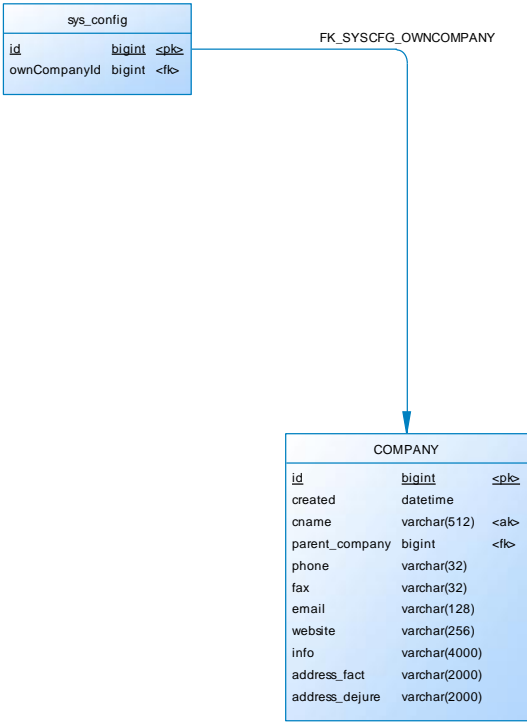 sys_config
id bigint <pk>
ownCompanyId bigint <fk>
FK_SYSCFG_OWNCOMPANY
COMPANY
id bigint <pk>
created datetime
cname varchar(512) <ak>
parent_company bigint <fk>
phone varchar(32)
fax varchar(32)
email varchar(128)
website varchar(256)
info varchar(4000)
address_fact varchar(2000)
address_dejure varchar(2000)